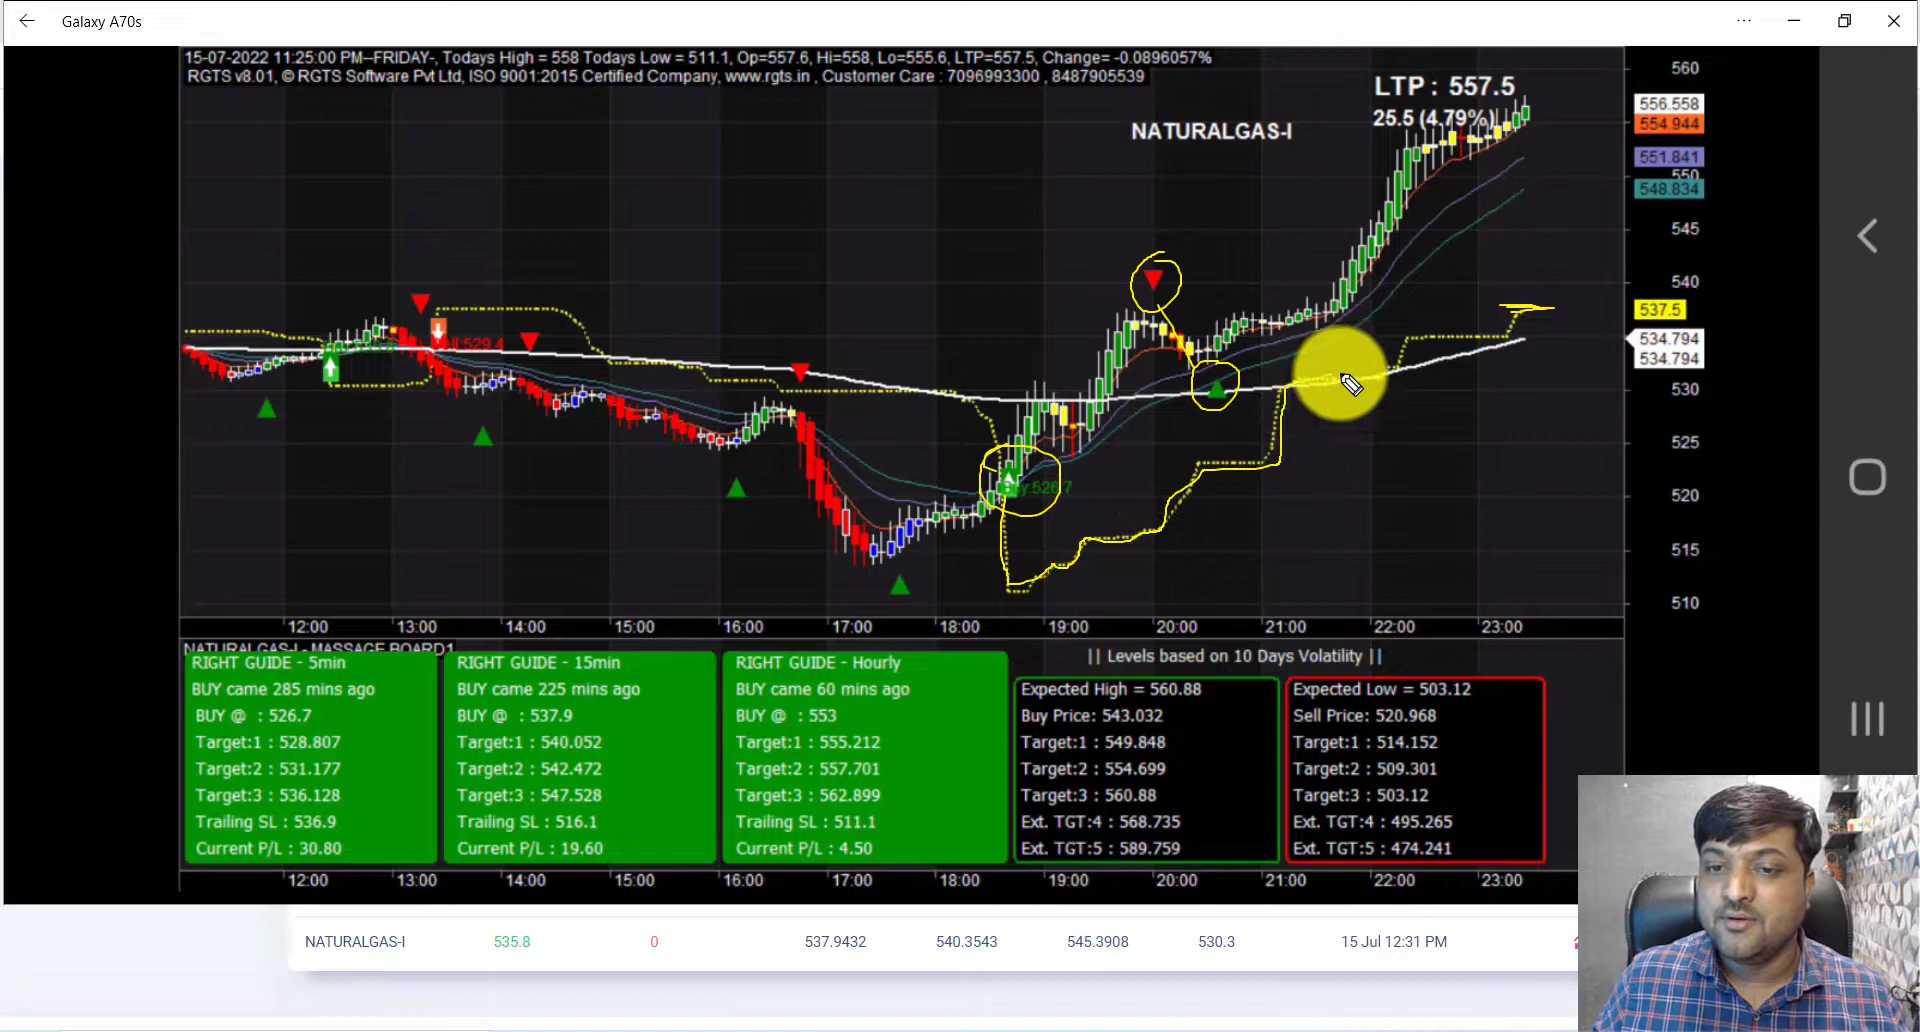 Galaxy A70s
15-07-2022 11:25:00 PM--FRIDAY-, Todays High = 558 Todays Low = 511.1, Op=557.6, Hi=558, Lo=555.6, LTP=557.5, Change= -0.0896057%
RGTS v8.01, © RGTS Software Pvt Ltd, ISO 9001:2015 Certified Company, www.rgts.in , Customer Care : 7096993300 , 8487905539
LTP : 557.5
25.5 (4.79%)
NATURALGAS-I
560
556.558
554.944
551.841
550
548.834
545
540
537.5
534.794
534.794
530
525
520
515
510
529.4
Buy:526.7
12:00 13:00 14:00 15:00 16:00 17:00 18:00 19:00 20:00 21:00 22:00 23:00
NATURALGAS-I - MASSAGE BOARD1
RIGHT GUIDE - 5min
BUY came 285 mins ago
BUY @ : 526.7
Target:1 : 528.807
Target:2 : 531.177
Target:3 : 536.128
Trailing SL : 536.9
Current P/L : 30.80
RIGHT GUIDE - 15min
BUY came 225 mins ago
BUY @ : 537.9
Target:1 : 540.052
Target:2 : 542.472
Target:3 : 547.528
Trailing SL : 516.1
Current P/L : 19.60
RIGHT GUIDE - Hourly
BUY came 60 mins ago
BUY @ : 553
Target:1 : 555.212
Target:2 : 557.701
Target:3 : 562.899
Trailing SL : 511.1
Current P/L : 4.50
|| Levels based on 10 Days Volatility ||
Expected High = 560.88
Buy Price: 543.032
Target:1 : 549.848
Target:2 : 554.699
Target:3 : 560.88
Ext. TGT:4 : 568.735
Ext. TGT:5 : 589.759
Expected Low = 503.12
Sell Price: 520.968
Target:1 : 514.152
Target:2 : 509.301
Target:3 : 503.12
Ext. TGT:4 : 495.265
Ext. TGT:5 : 474.241
12:00 13:00 14:00 15:00 16:00 17:00 18:00 19:00 20:00 21:00 22:00 23:00
NATURALGAS-I 535.8 0 537.9432 540.3543 545.3908 530.3 15 Jul 12:31 PM